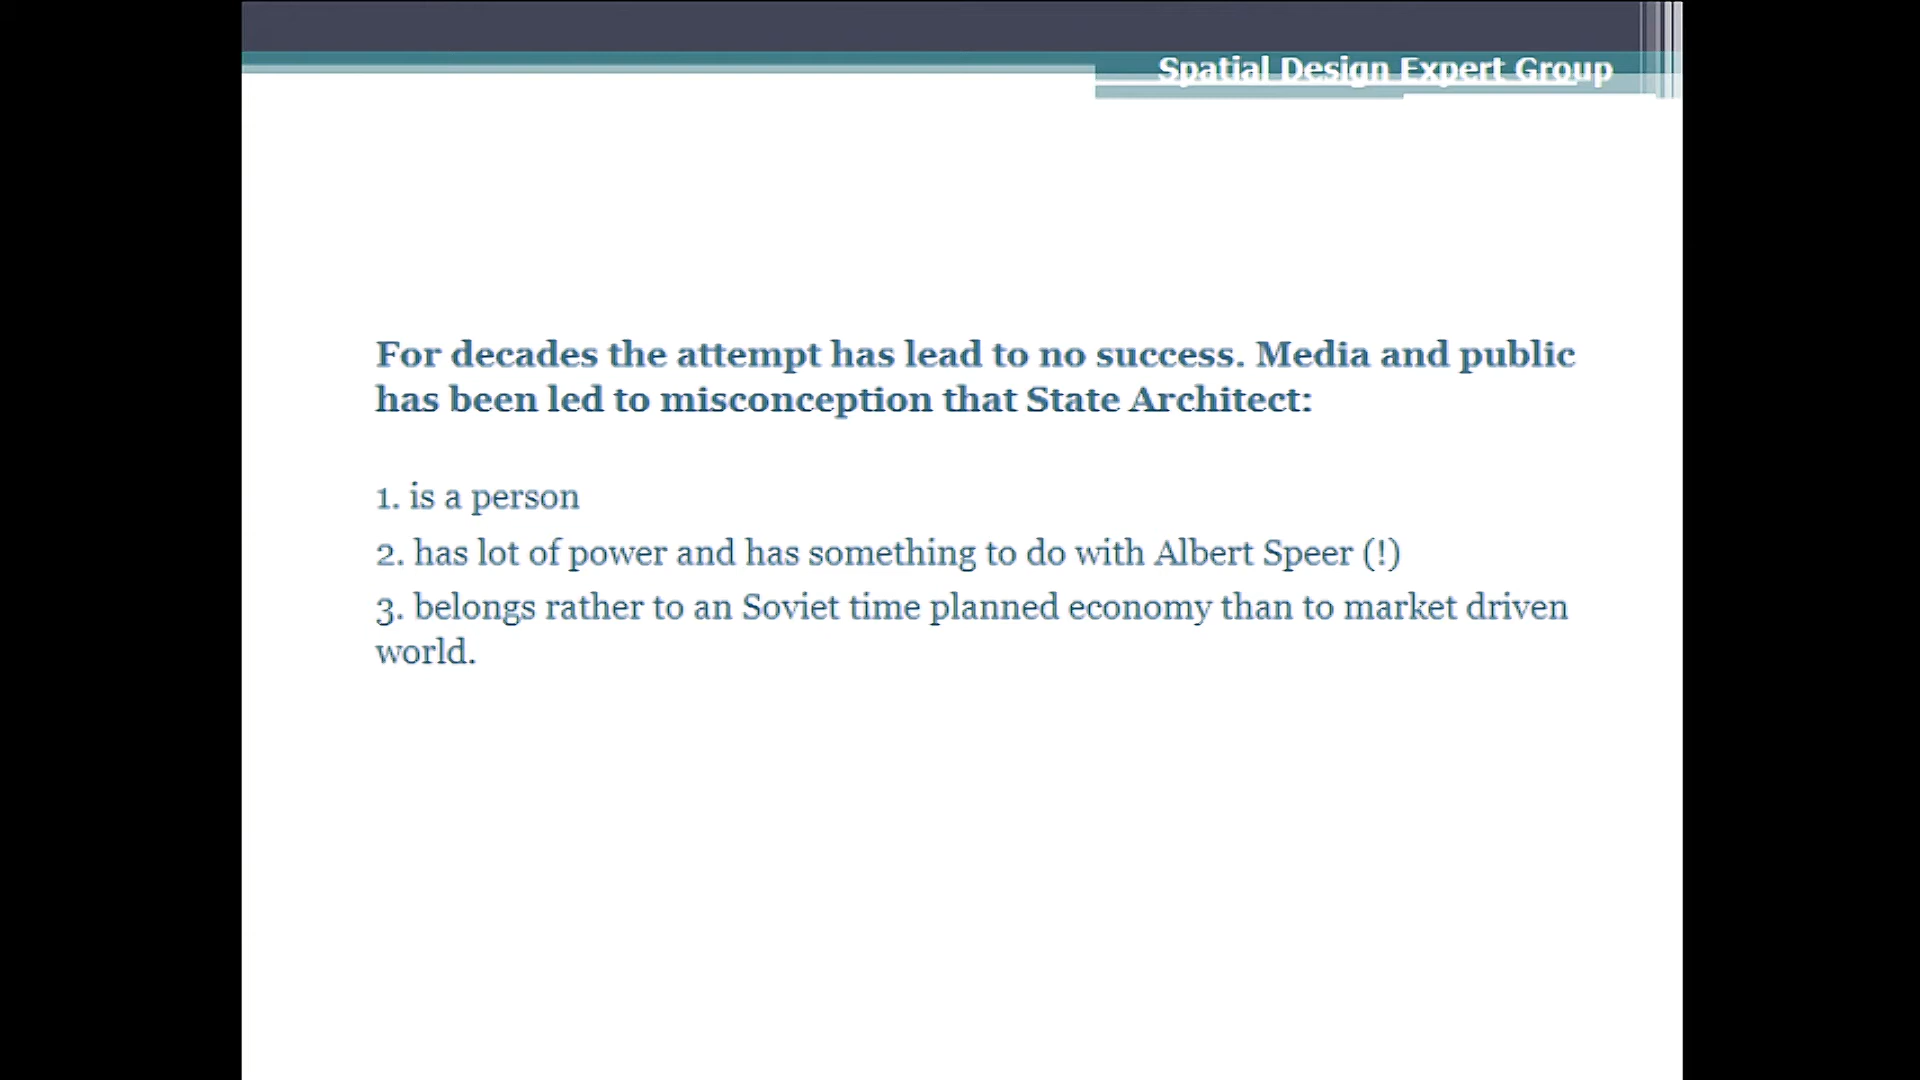 Spatial Design Expert Group
For decades the attempt has lead to no success. Media and public
has been led to misconception that State Architect:
1. is a person
2. has lot of power and has something to do with Albert Speer (!)
3. belongs rather to an Soviet time planned economy than to market driven
world.